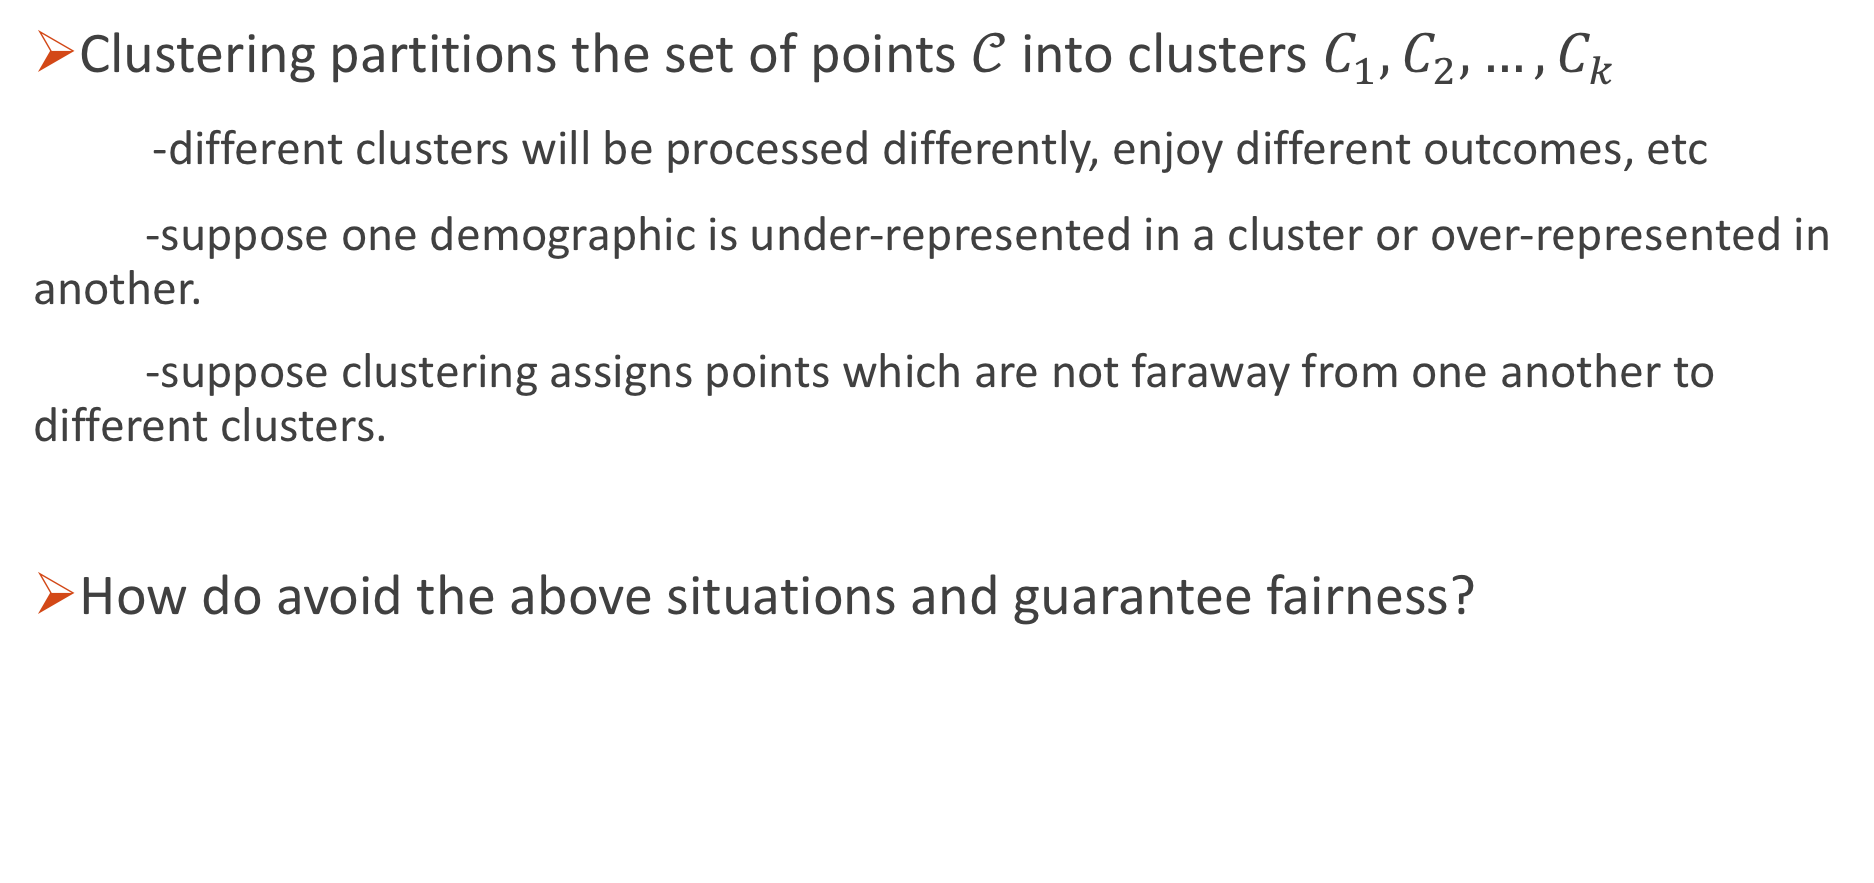 ➢Clustering partitions the set of points 𝒞 into clusters C₁, C₂, … , Cₖ
-different clusters will be processed differently, enjoy different outcomes, etc
-suppose one demographic is under-represented in a cluster or over-represented in
another.
-suppose clustering assigns points which are not faraway from one another to
different clusters.
➢How do avoid the above situations and guarantee fairness?